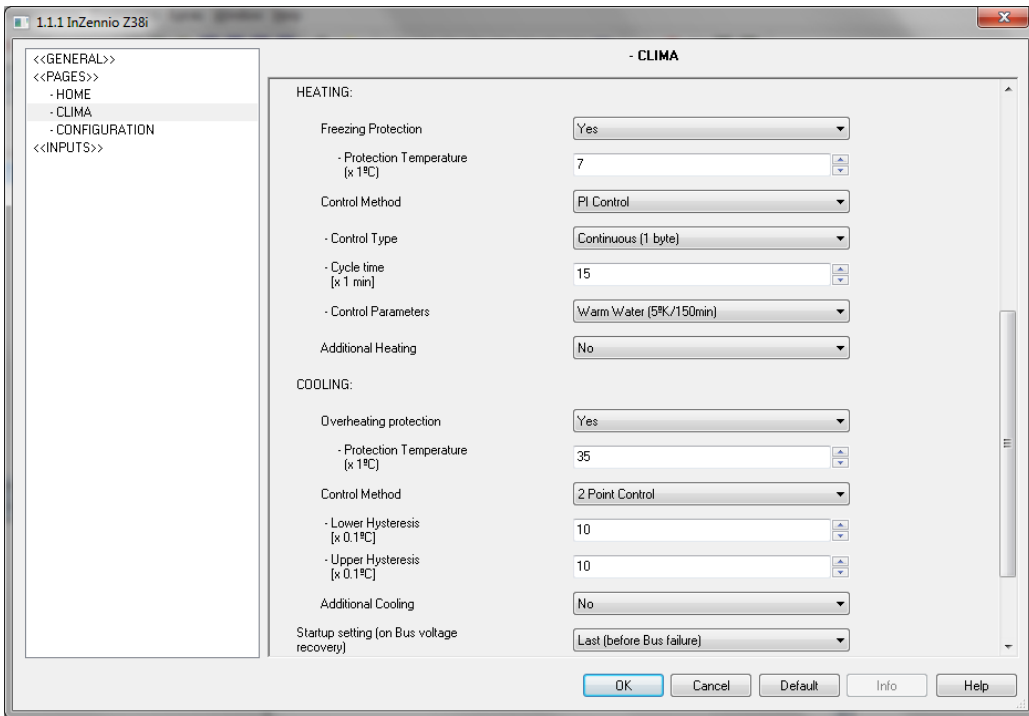 1.1.1 InZennio Z38i
<<GENERAL>>
<<PAGES>>
- HOME
- CLIMA
- CONFIGURATION
<<INPUTS>>
- CLIMA
HEATING:
Freezing Protection
Yes
- Protection Temperature
(x 1ºC)
7
Control Method
PI Control
- Control Type
Continuous (1 byte)
- Cycle time
[x 1 min]
15
- Control Parameters
Warm Water (5ºK/150min)
Additional Heating
No
COOLING:
Overheating protection
Yes
- Protection Temperature
(x 1ºC)
35
Control Method
2 Point Control
- Lower Hysteresis
[x 0.1ºC]
10
- Upper Hysteresis
[x 0.1ºC]
10
Additional Cooling
No
Startup setting (on Bus voltage
recovery)
Last (before Bus failure)
OK
Cancel
Default
Info
Help